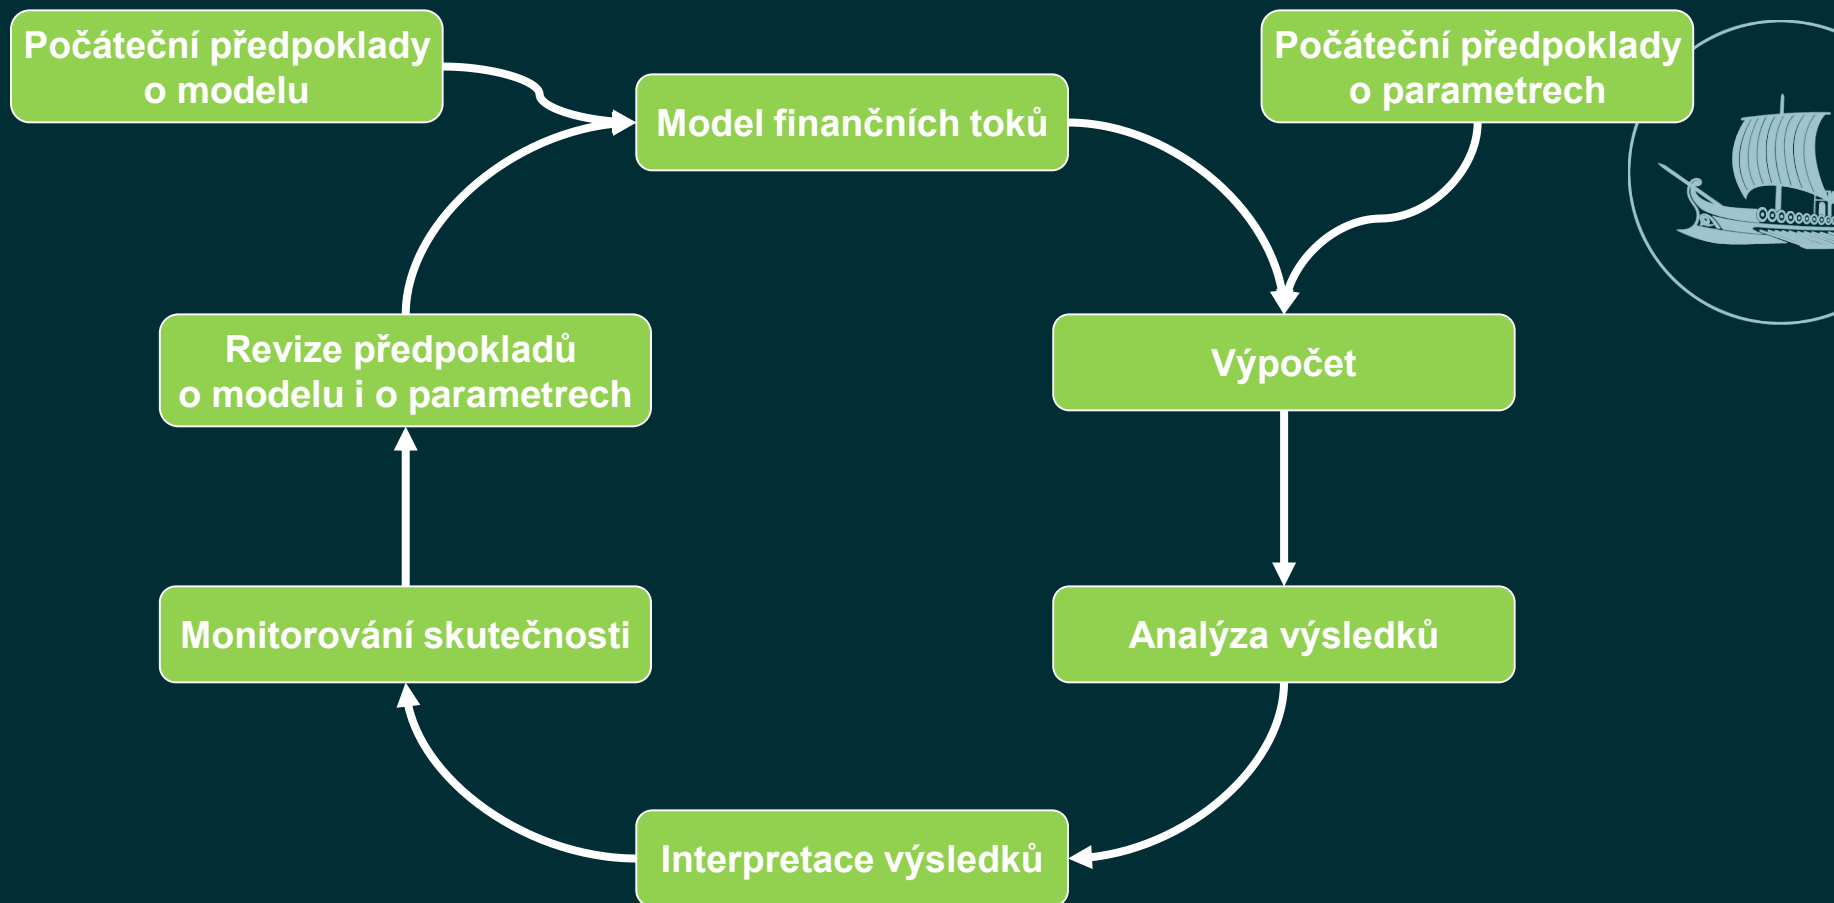 Počáteční předpoklady
o modelu
Počáteční předpoklady
o parametrech
Model finančních toků
Revize předpokladů
o modelu i o parametrech
Výpočet
Monitorování skutečnosti
Analýza výsledků
Interpretace výsledků